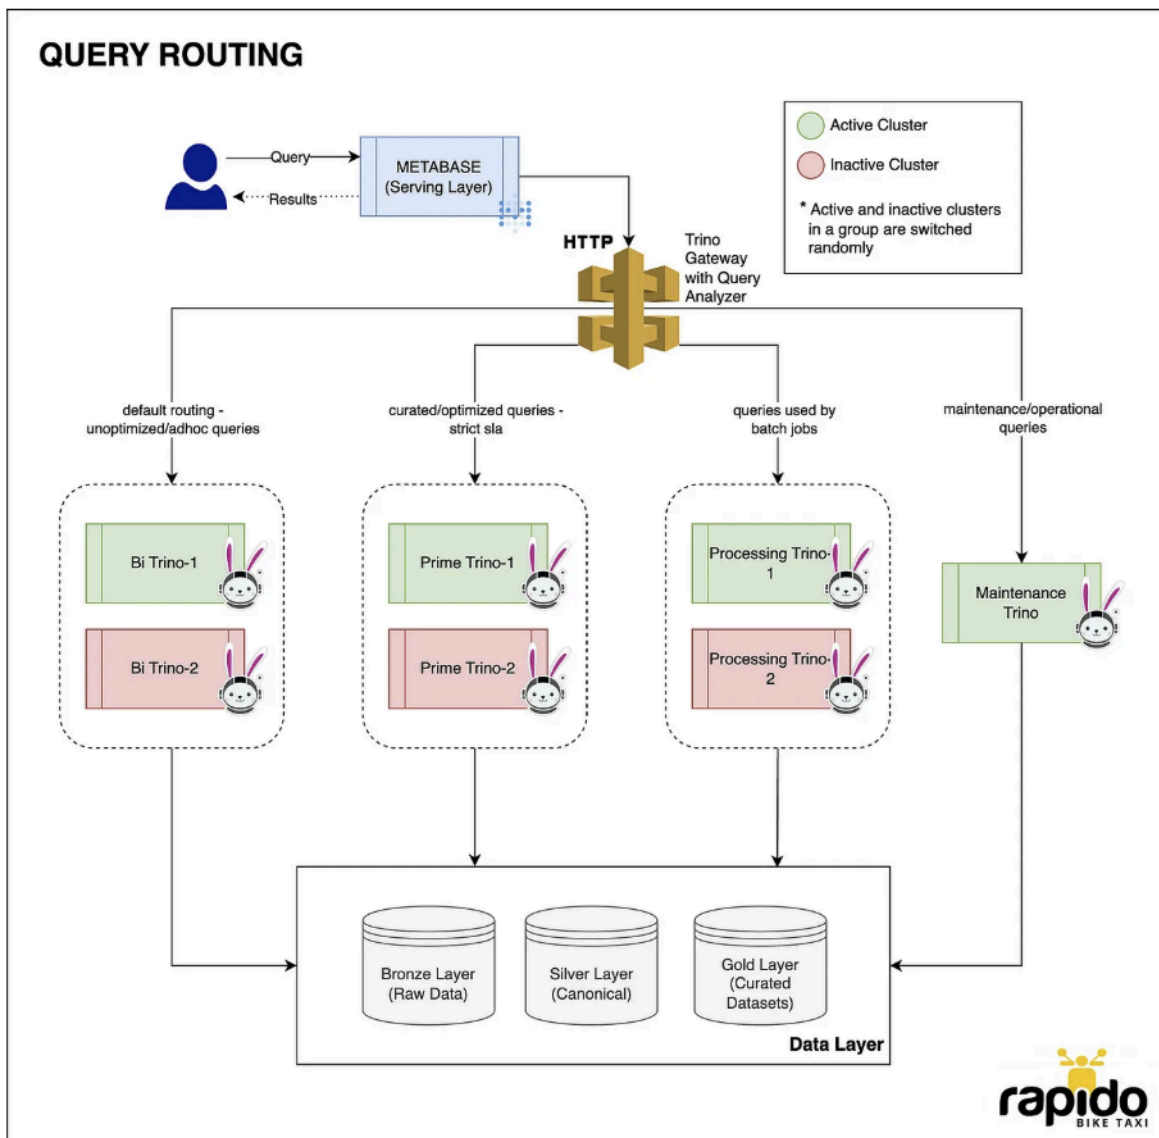 QUERY ROUTING
Query
Results
METABASE
(Serving Layer)
HTTP
Trino
Gateway
with Query
Analyzer
Active Cluster
Inactive Cluster
* Active and inactive clusters
in a group are switched
randomly
default routing -
unoptimized/adhoc queries
curated/optimized queries -
strict sla
queries used by
batch jobs
maintenance/operational
queries
Bi Trino-1
Bi Trino-2
Prime Trino-1
Prime Trino-2
Processing Trino-
1
Processing Trino-
2
Maintenance
Trino
Bronze Layer
(Raw Data)
Silver Layer
(Canonical)
Gold Layer
(Curated
Datasets)
Data Layer
rapido
BIKE TAXI